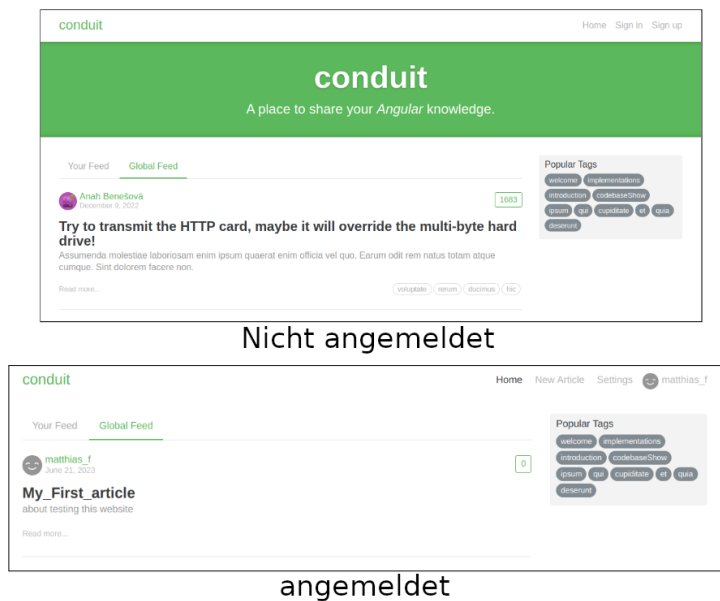 conduit
Home Sign in Sign up
conduit
A place to share your Angular knowledge.
Your Feed Global Feed
Anah Benešová
December 9, 2022
1683
Try to transmit the HTTP card, maybe it will override the multi-byte hard
drive!
Assumenda molestiae laboriosam enim ipsum quaerat enim officia vel quo. Earum odit rem natus totam atque
cumque. Sint dolorem facere non.
Read more...
voluptate rerum ducimus hic
Popular Tags
welcome implementations
introduction codebaseShow
ipsum qui cupiditate et quia
deserunt
Nicht angemeldet
conduit
Home New Article Settings matthias_f
Your Feed Global Feed
matthias_f
June 21, 2023
0
My_First_article
about testing this website
Read more...
Popular Tags
welcome implementations
introduction codebaseShow
ipsum qui cupiditate et quia
deserunt
angemeldet